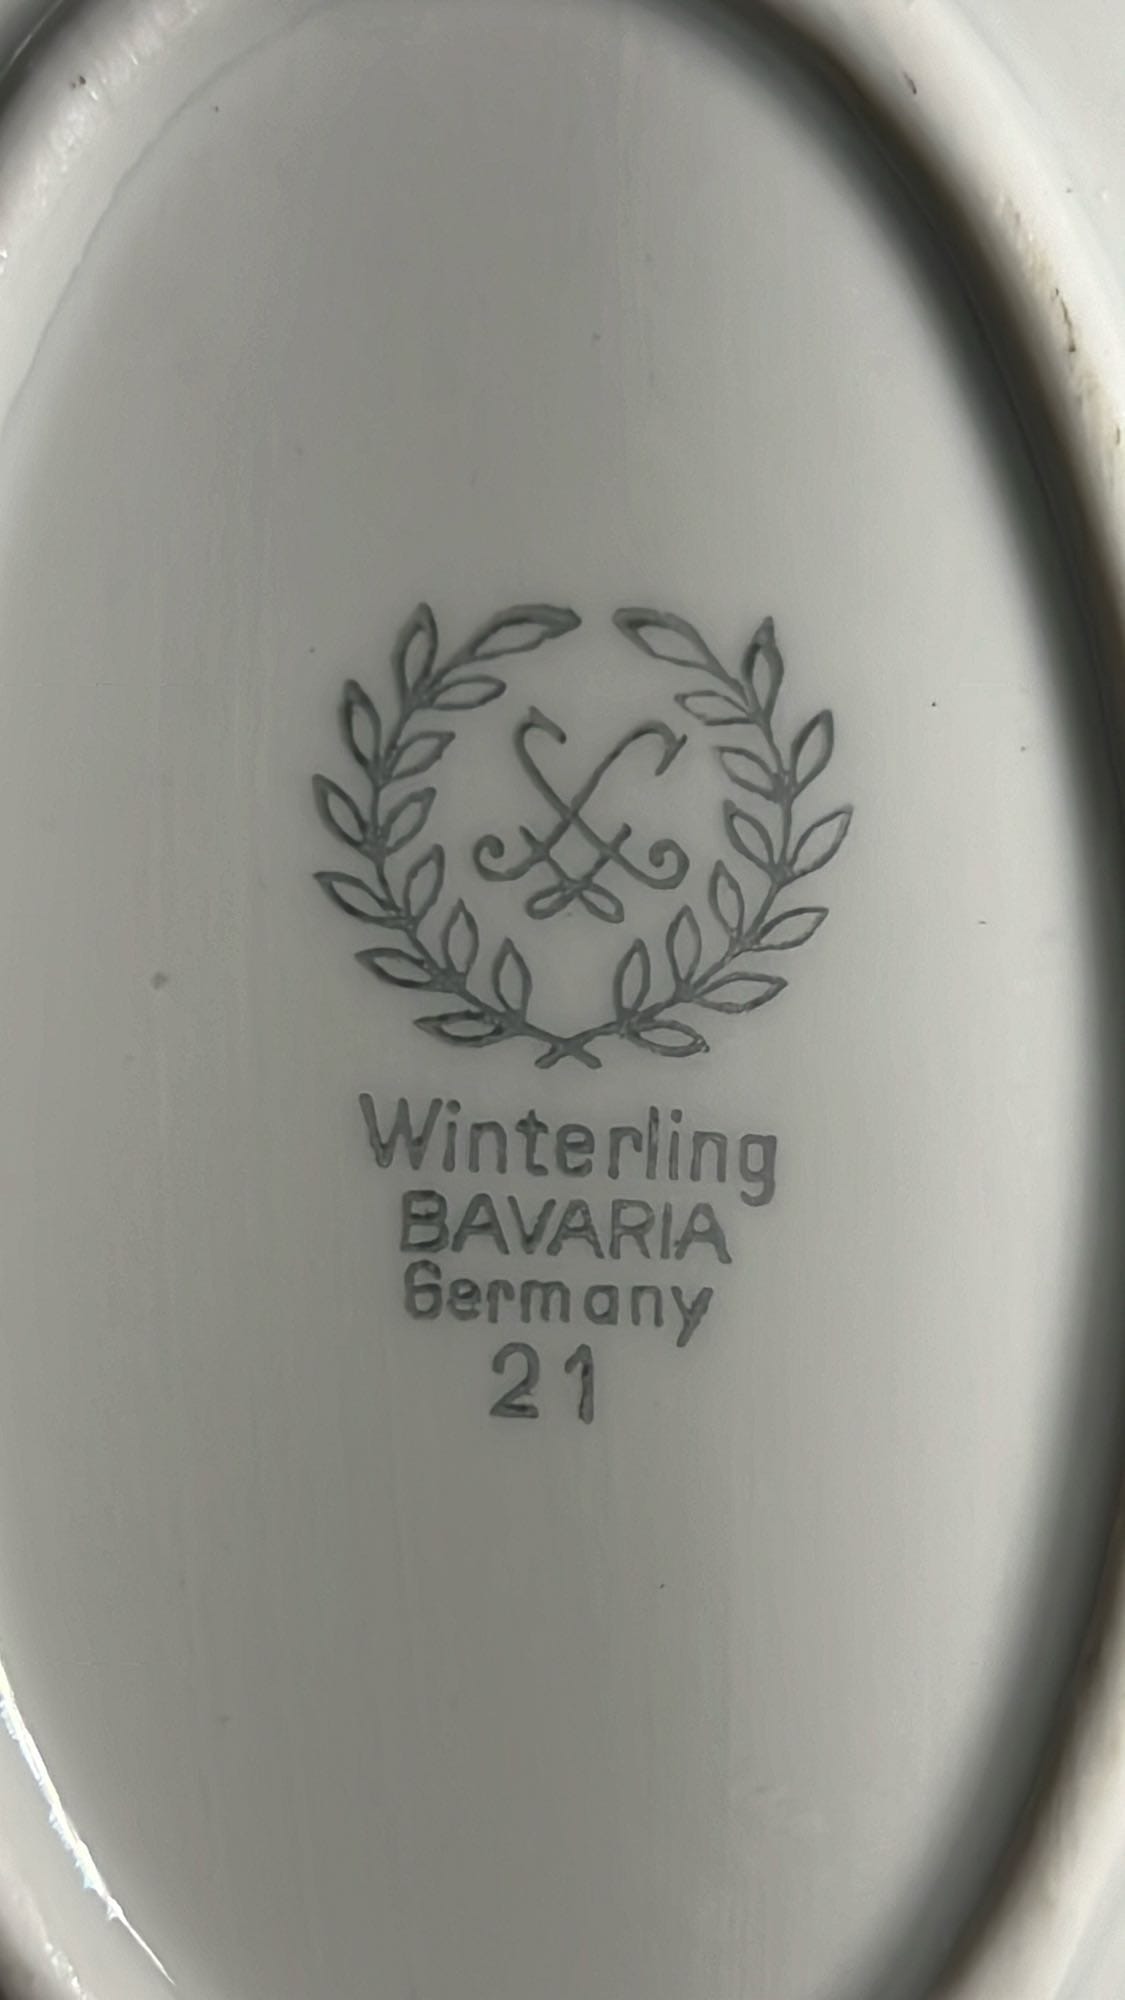 Winterling
BAVARIA
Germany
21